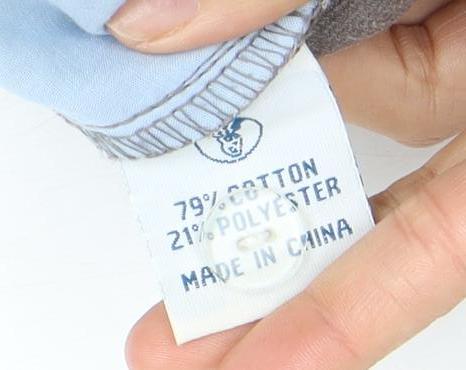 79% COTTON
21% POLYESTER
MADE IN CHINA